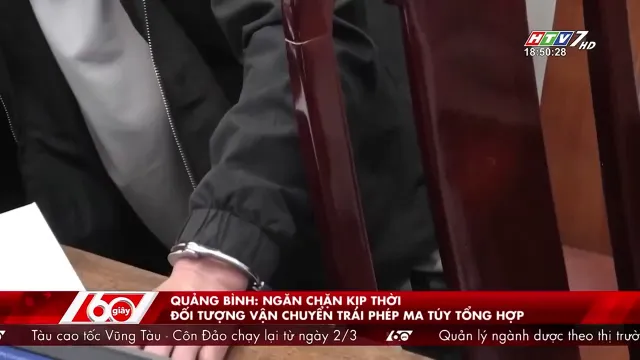 HTV7 HD
18:50:28
60 giây
QUẢNG BÌNH: NGĂN CHẶN KỊP THỜI
ĐỐI TƯỢNG VẬN CHUYỂN TRÁI PHÉP MA TÚY TỔNG HỢP
Tàu cao tốc Vũng Tàu - Côn Đảo chạy lại từ ngày 2/3 60 Quản lý ngành dược theo thị trườ